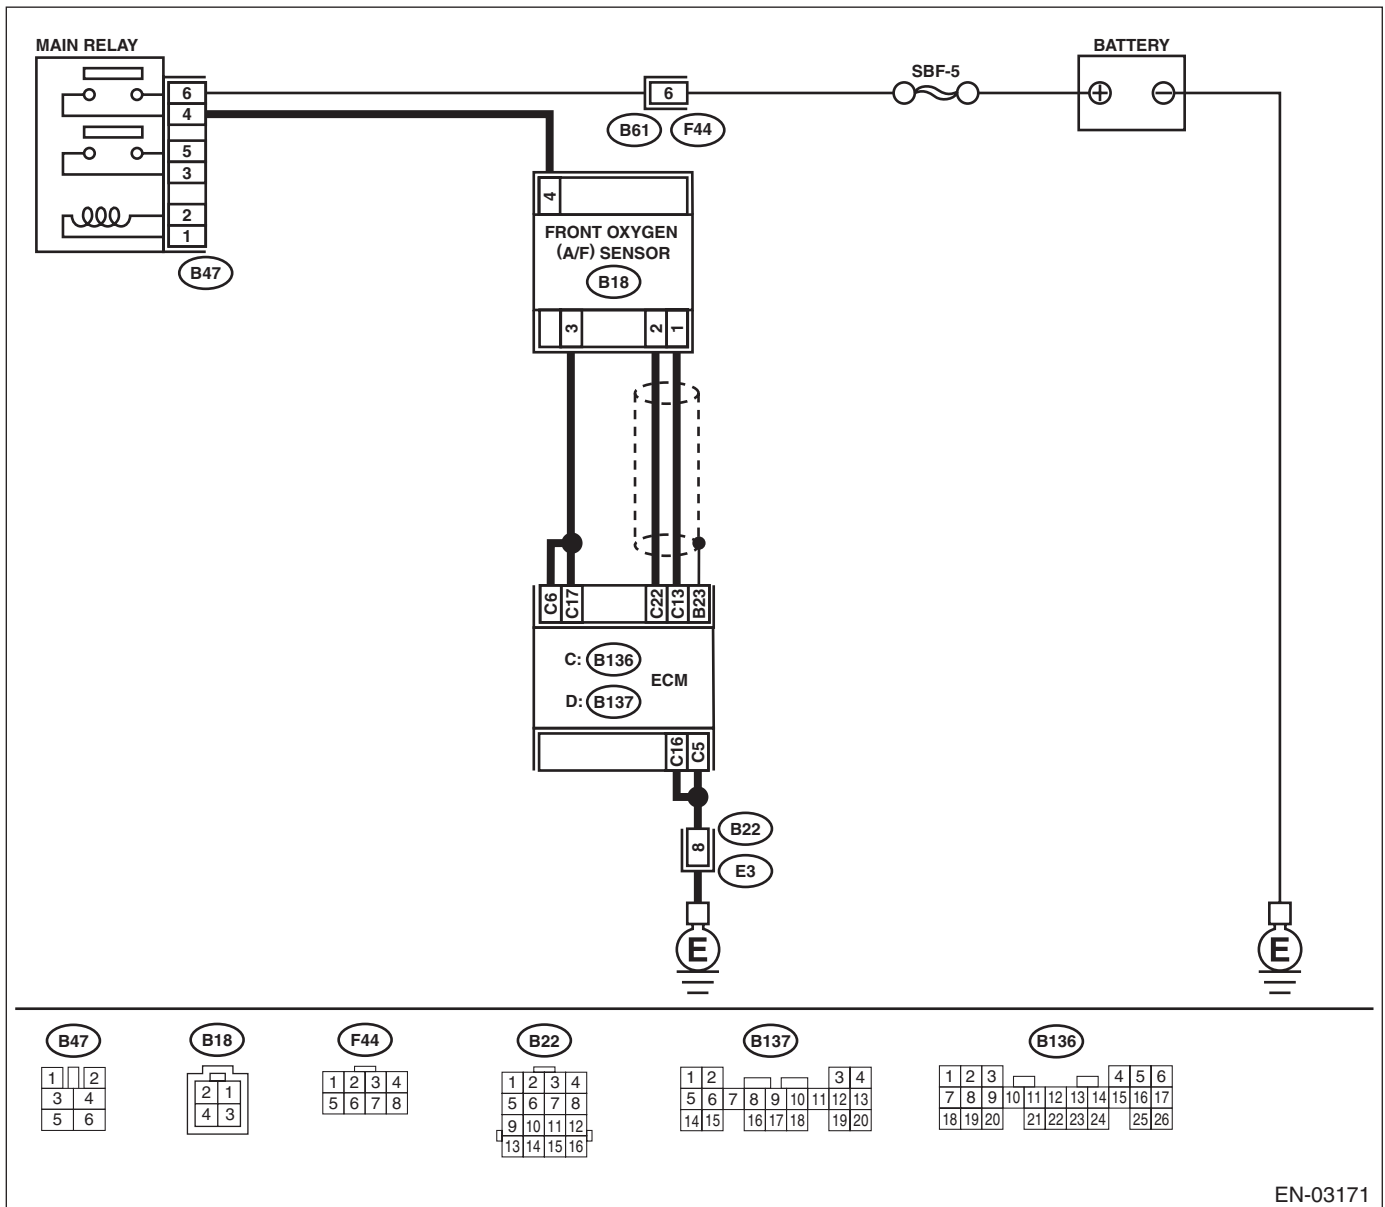 MAIN RELAY
BATTERY
SBF-5
6
4
5
3
2
1
B47
6
B61 F44
4
FRONT OXYGEN
(A/F) SENSOR
B18
3 2 1
C6 C17 C22 C13 B23
C: B136
ECM
D: B137
C16 C5
8
B22
E3
E E
B47 B18 F44 B22 B137 B136
1 2
3 4
5 6
2 1
4 3
1 2 3 4
5 6 7 8
1 2 3 4
5 6 7 8
9 10 11 12
13 14 15 16
1 2 3 4
5 6 7 8 9 10 11 12 13
14 15 16 17 18 19 20
1 2 3 4 5 6
7 8 9 10 11 12 13 14 15 16 17
18 19 20 21 22 23 24 25 26
EN-03171